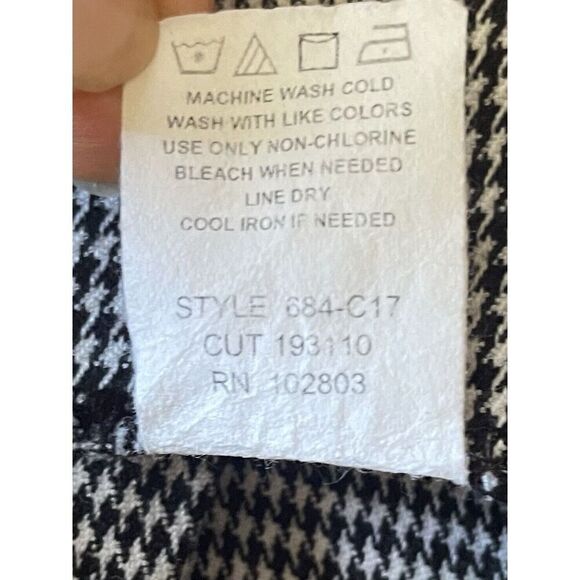 MACHINE WASH COLD
WASH WITH LIKE COLORS
USE ONLY NON-CHLORINE
BLEACH WHEN NEEDED
LINE DRY
COOL IRON IF NEEDED
STYLE 684-C17
CUT 193110
RN 102803